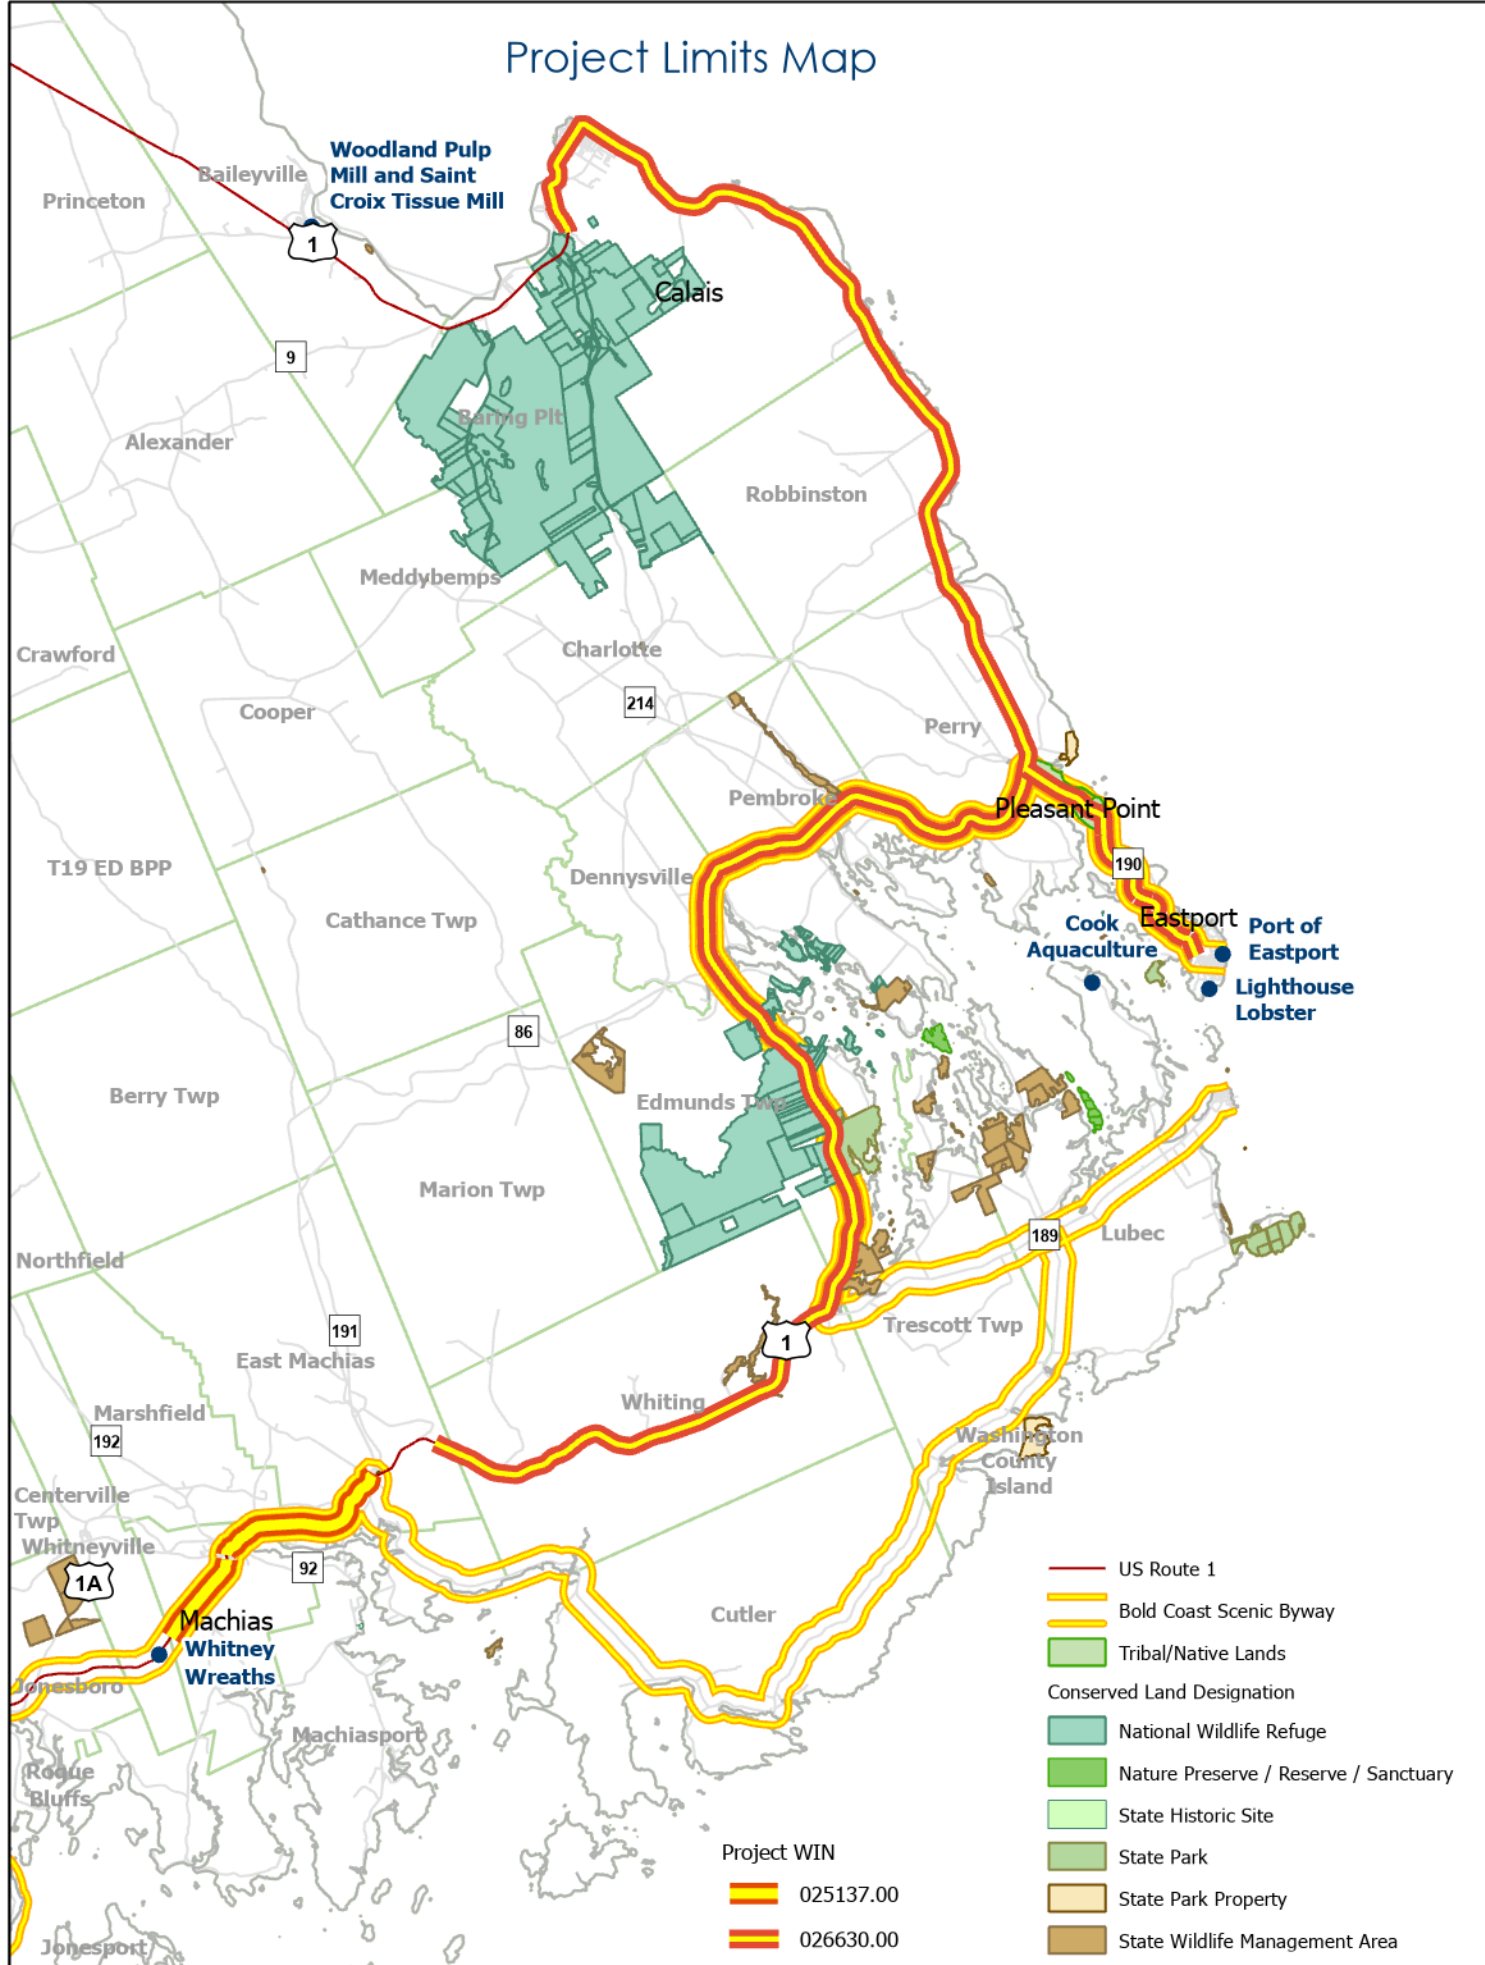 Project Limits Map
Woodland Pulp
Mill and Saint
Croix Tissue Mill
Baileyville
Princeton
1
Calais
9
Baring Plt
Alexander
Robbinston
Meddybemps
Charlotte
Crawford
214
Cooper
Perry
Pembroke
Pleasant Point
T19 ED BPP
Dennysville
190
Cathance Twp
Eastport
Cook
Aquaculture
Port of
Eastport
Lighthouse
Lobster
86
Berry Twp
Edmunds Twp
Marion Twp
189
Lubec
Northfield
191
1
Trescott Twp
East Machias
Whiting
Marshfield
192
Washington
County
Island
Centerville
Twp
Whitneyville
92
1A
Machias
Whitney
Wreaths
Cutler
Jonesboro
Machiasport
Roque
Bluffs
Jonesport
US Route 1
Bold Coast Scenic Byway
Tribal/Native Lands
Conserved Land Designation
National Wildlife Refuge
Nature Preserve / Reserve / Sanctuary
State Historic Site
State Park
State Park Property
State Wildlife Management Area
Project WIN
025137.00
026630.00